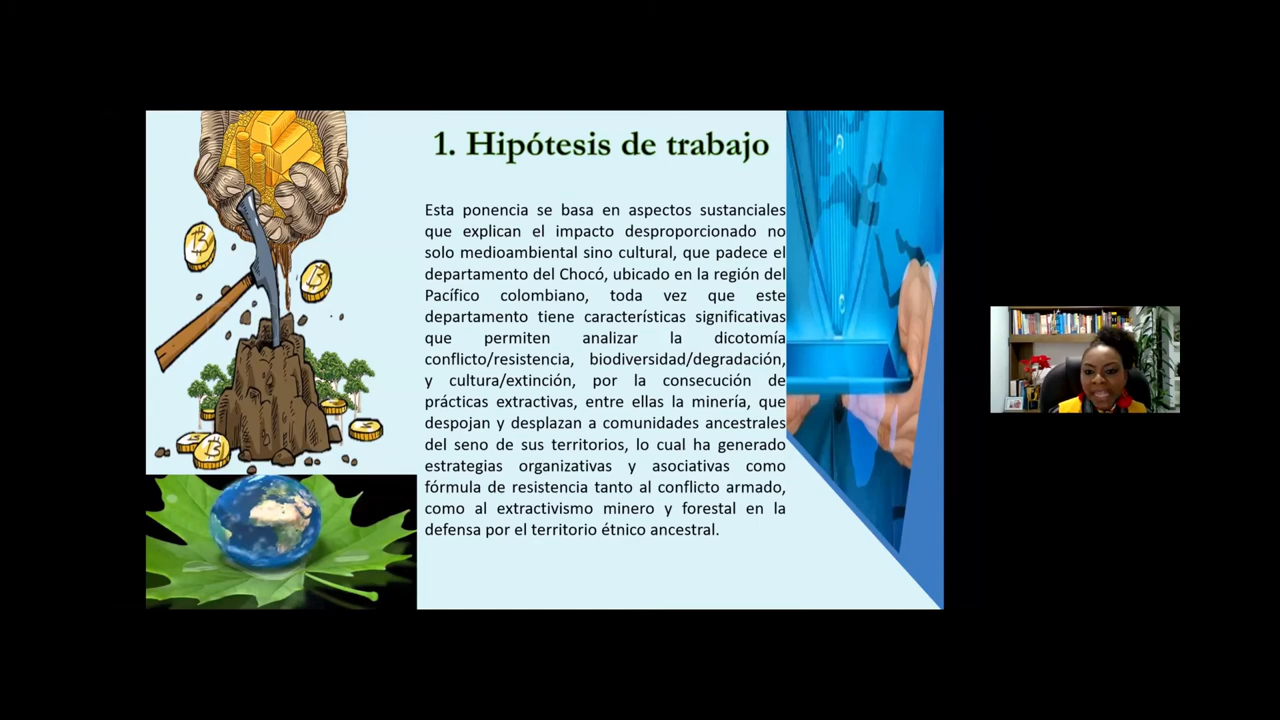 1. Hipótesis de trabajo
Esta ponencia se basa en aspectos sustanciales
que explican el impacto desproporcionado no
solo medioambiental sino cultural, que padece el
departamento del Chocó, ubicado en la región del
Pacífico colombiano, toda vez que este
departamento tiene características significativas
que permiten analizar la dicotomía
conflicto/resistencia, biodiversidad/degradación,
y cultura/extinción, por la consecución de
prácticas extractivas, entre ellas la minería, que
despojan y desplazan a comunidades ancestrales
del seno de sus territorios, lo cual ha generado
estrategias organizativas y asociativas como
fórmula de resistencia tanto al conflicto armado,
como al extractivismo minero y forestal en la
defensa por el territorio étnico ancestral.